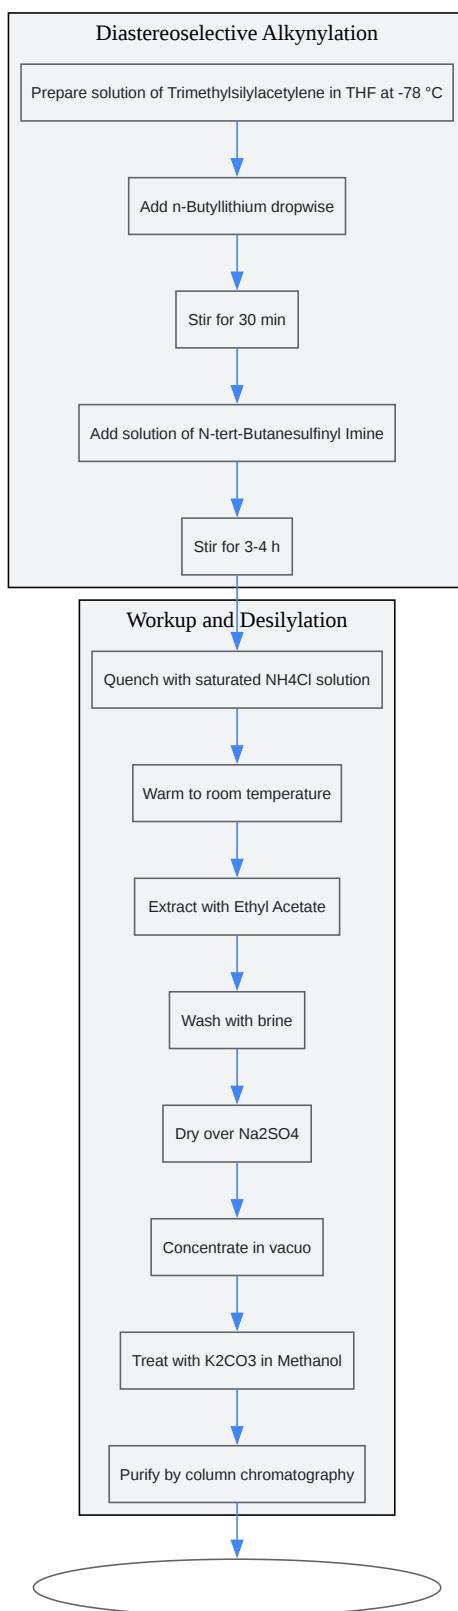 Diastereoselective Alkynylation
Prepare solution of Trimethylsilylacetylene in THF at -78 °C
Add n-Butyllithium dropwise
Stir for 30 min
Add solution of N-tert-Butanesulfinyl Imine
Stir for 3-4 h
Workup and Desilylation
Quench with saturated NH4Cl solution
Warm to room temperature
Extract with Ethyl Acetate
Wash with brine
Dry over Na2SO4
Concentrate in vacuo
Treat with K2CO3 in Methanol
Purify by column chromatography